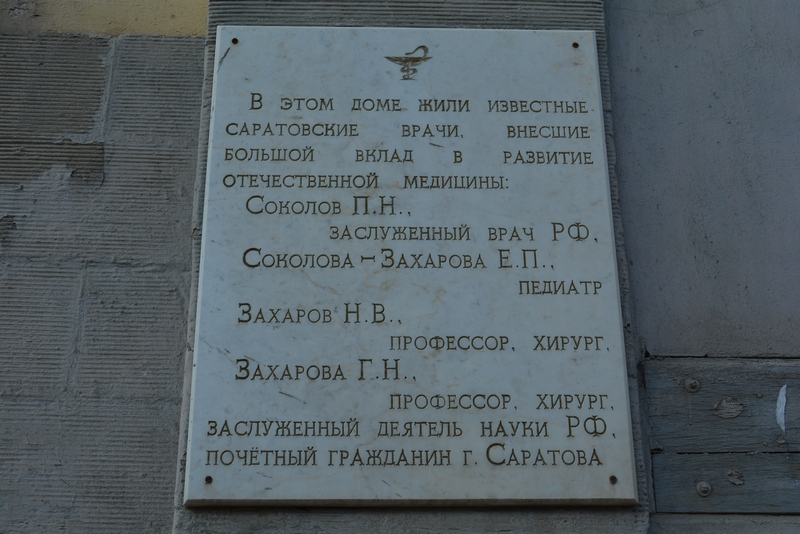 В ЭТОМ ДОМЕ ЖИЛИ ИЗВЕСТНЫЕ
САРАТОВСКИЕ ВРАЧИ, ВНЕСШИЕ
БОЛЬШОЙ ВКЛАД В РАЗВИТИЕ
ОТЕЧЕСТВЕННОЙ МЕДИЦИНЫ:
СОКОЛОВ П.Н.,
ЗАСЛУЖЕННЫЙ ВРАЧ РФ,
СОКОЛОВА-ЗАХАРОВА Е.П.,
ПЕДИАТР
ЗАХАРОВ Н.В.,
ПРОФЕССОР, ХИРУРГ,
ЗАХАРОВА Г.Н.,
ПРОФЕССОР, ХИРУРГ,
ЗАСЛУЖЕННЫЙ ДЕЯТЕЛЬ НАУКИ РФ,
ПОЧЁТНЫЙ ГРАЖДАНИН Г. САРАТОВА